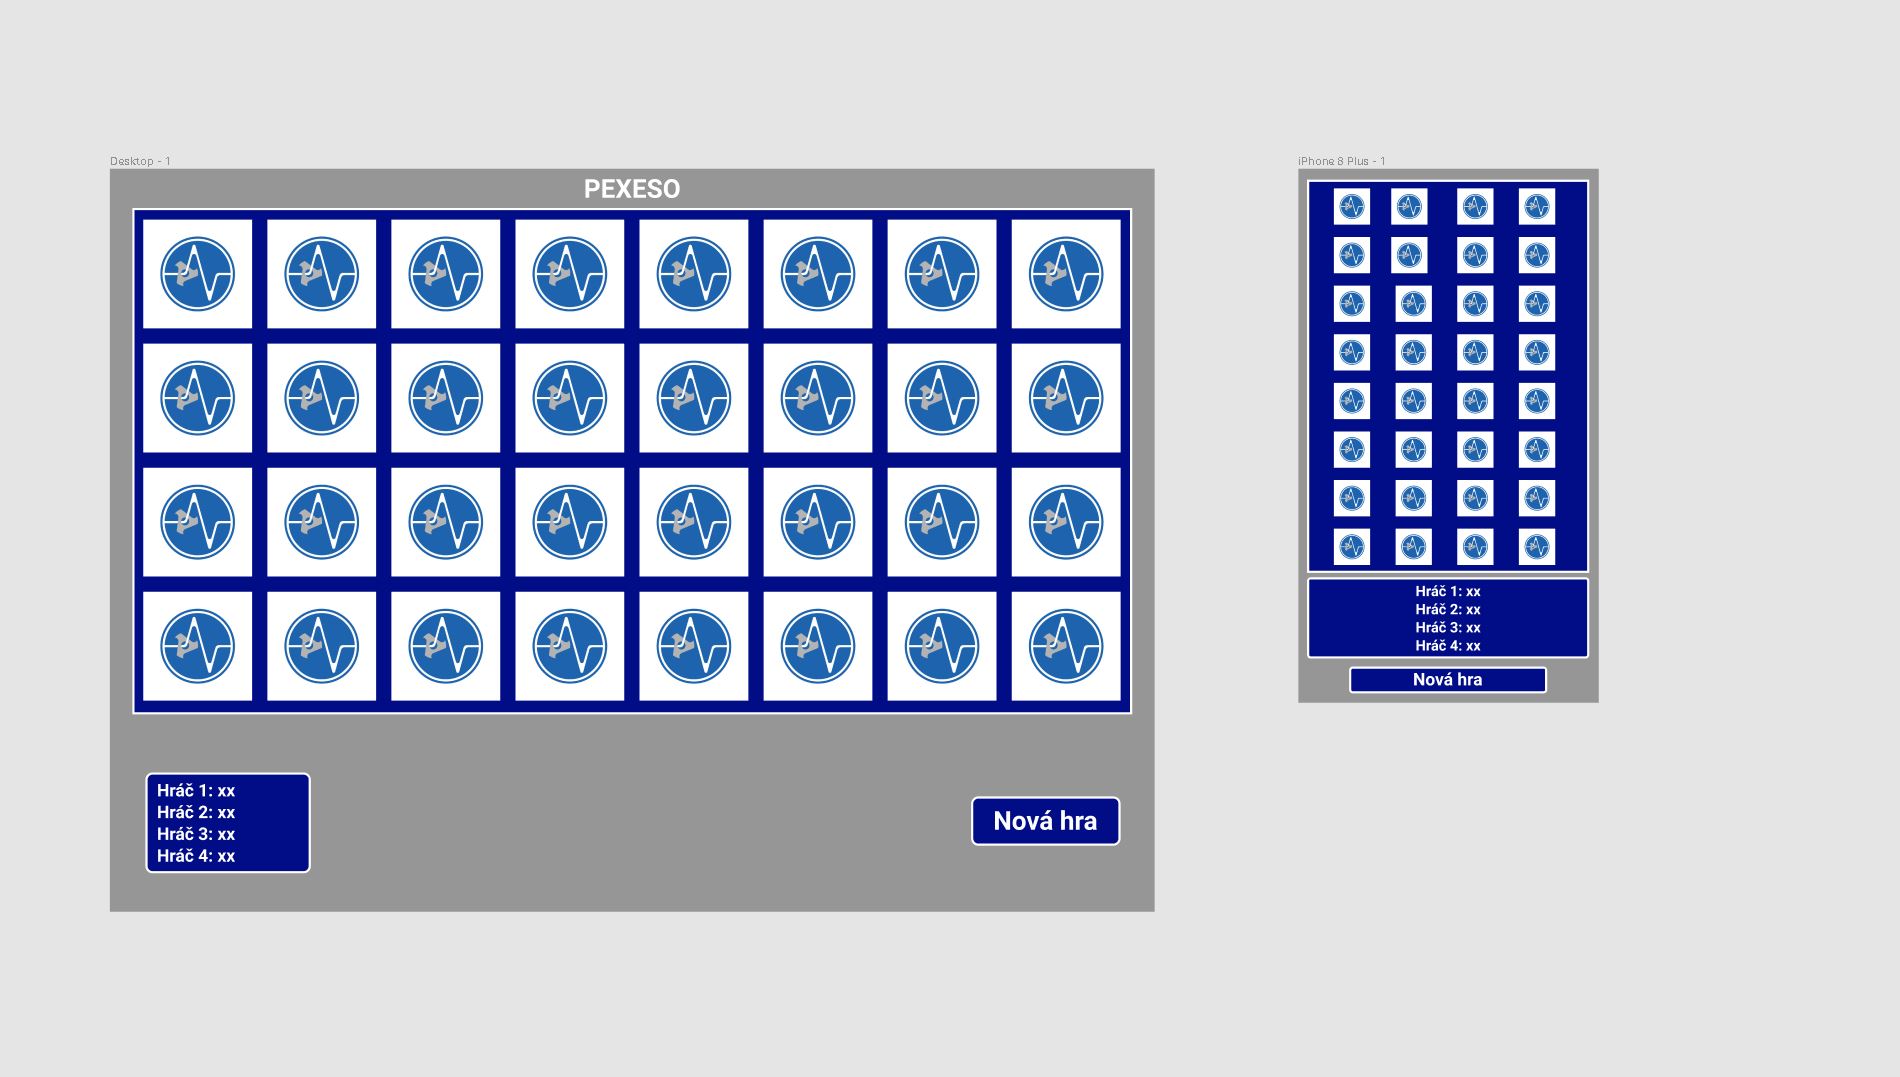 Desktop - 1
PEXESO
Hráč 1: xx
Hráč 2: xx
Hráč 3: xx
Hráč 4: xx
Nová hra
iPhone 8 Plus - 1
Hráč 1: xx
Hráč 2: xx
Hráč 3: xx
Hráč 4: xx
Nová hra